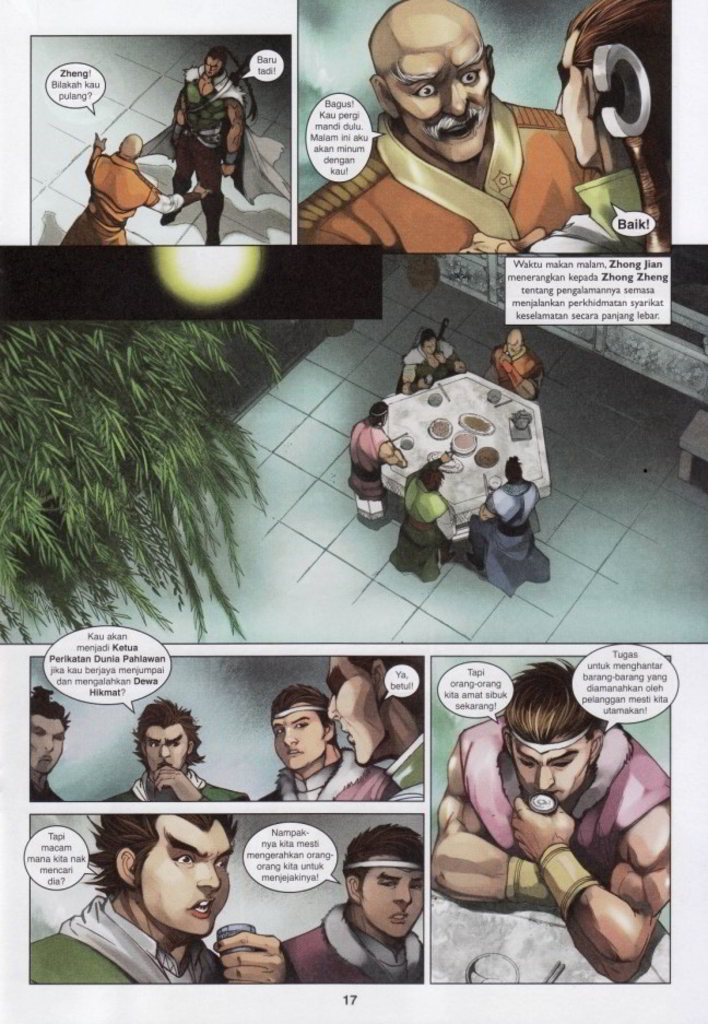 Zheng!
Bilakah kau
pulang?
Baru
tadi!
Bagus!
Kau pergi
mandi dulu.
Malam ini aku
akan minum
dengan
kau!
Baik!
Waktu makan malam, Zhong Jian
menerangkan kepada Zhong Zheng
tentang pengalamannya semasa
menjalankan perkhidmatan syarikat
keselamatan secara panjang lebar.
Kau akan
menjadi Ketua
Perikatan Dunia Pahlawan
jika kau berjaya menjumpai
dan mengalahkan Dewa
Hikmat?
Ya,
betul!
Tapi
macam
mana kita nak
mencari
dia?
Nampak-
nya kita mesti
mengerahkan orang-
orang kita untuk
menjejakinya!
Tapi
orang-orang
kita amat sibuk
sekarang!
Tugas
untuk menghantar
barang-barang yang
diamanahkan oleh
pelanggan mesti kita
utamakan!
17